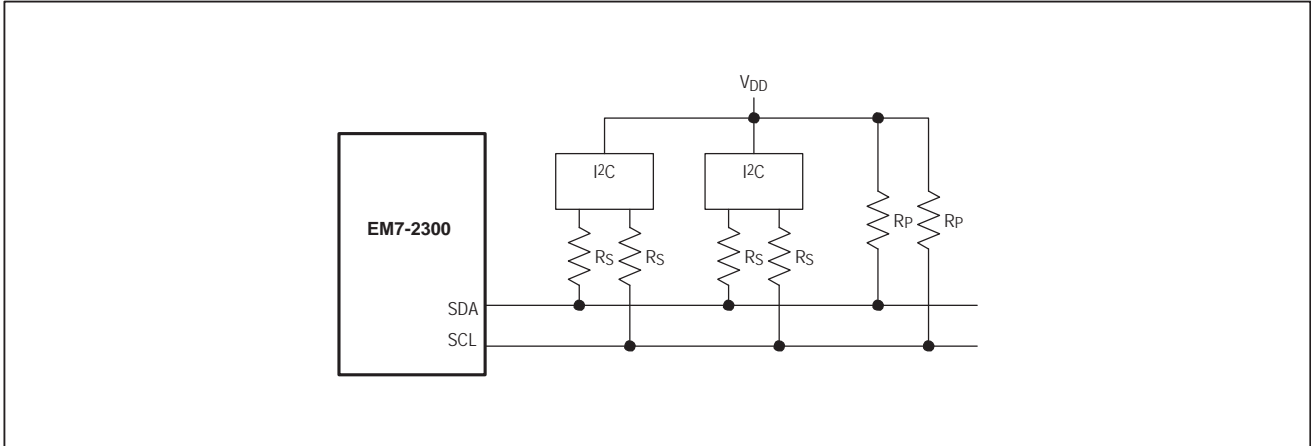 VDD
I2C I2C
EM7-2300
RP RP
RS RS RS RS
SDA
SCL